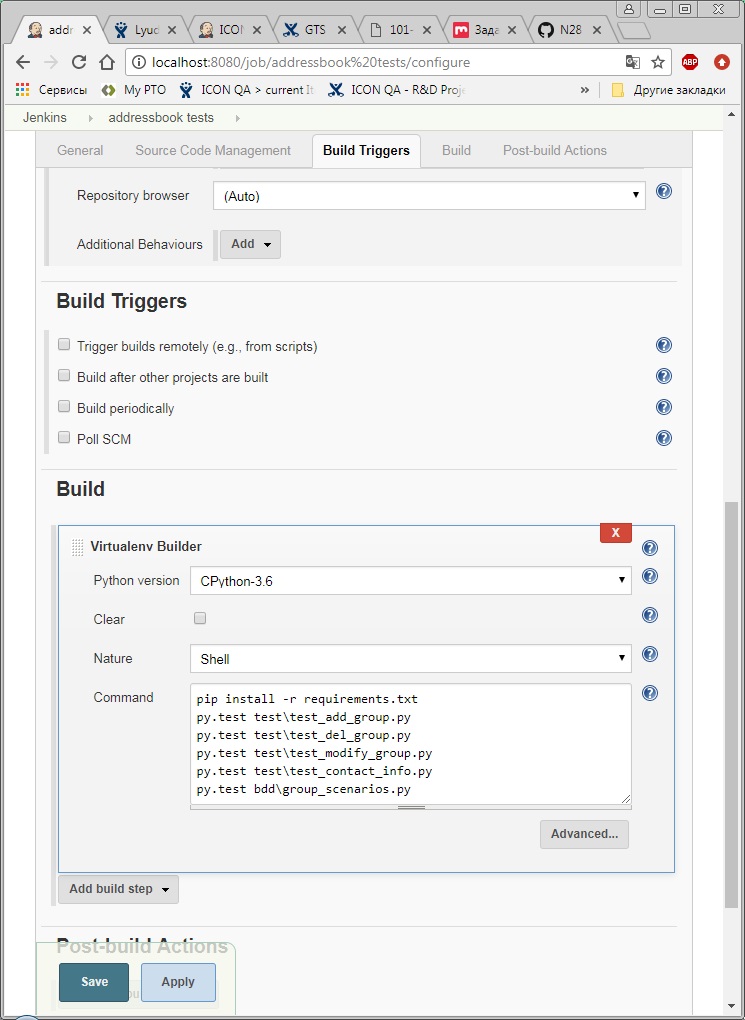 addr
Lyud
ICON
GTS
101-
Зада
N28
localhost:8080/job/addressbook%20tests/configure
ABP
Сервисы
My PTO
ICON QA > current It
ICON QA - R&D Proje
»
Другие закладки
Jenkins
addressbook tests
General
Source Code Management
Build Triggers
Build
Post-build Actions
Repository browser
(Auto)
Additional Behaviours
Add
Build Triggers
Trigger builds remotely (e.g., from scripts)
Build after other projects are built
Build periodically
Poll SCM
Build
X
Virtualenv Builder
Python version
CPython-3.6
Clear
Nature
Shell
Command
pip install -r requirements.txt
py.test test\test_add_group.py
py.test test\test_del_group.py
py.test test\test_modify_group.py
py.test test\test_contact_info.py
py.test bdd\group_scenarios.py
Advanced...
Add build step
Post-build Actions
Save
Apply